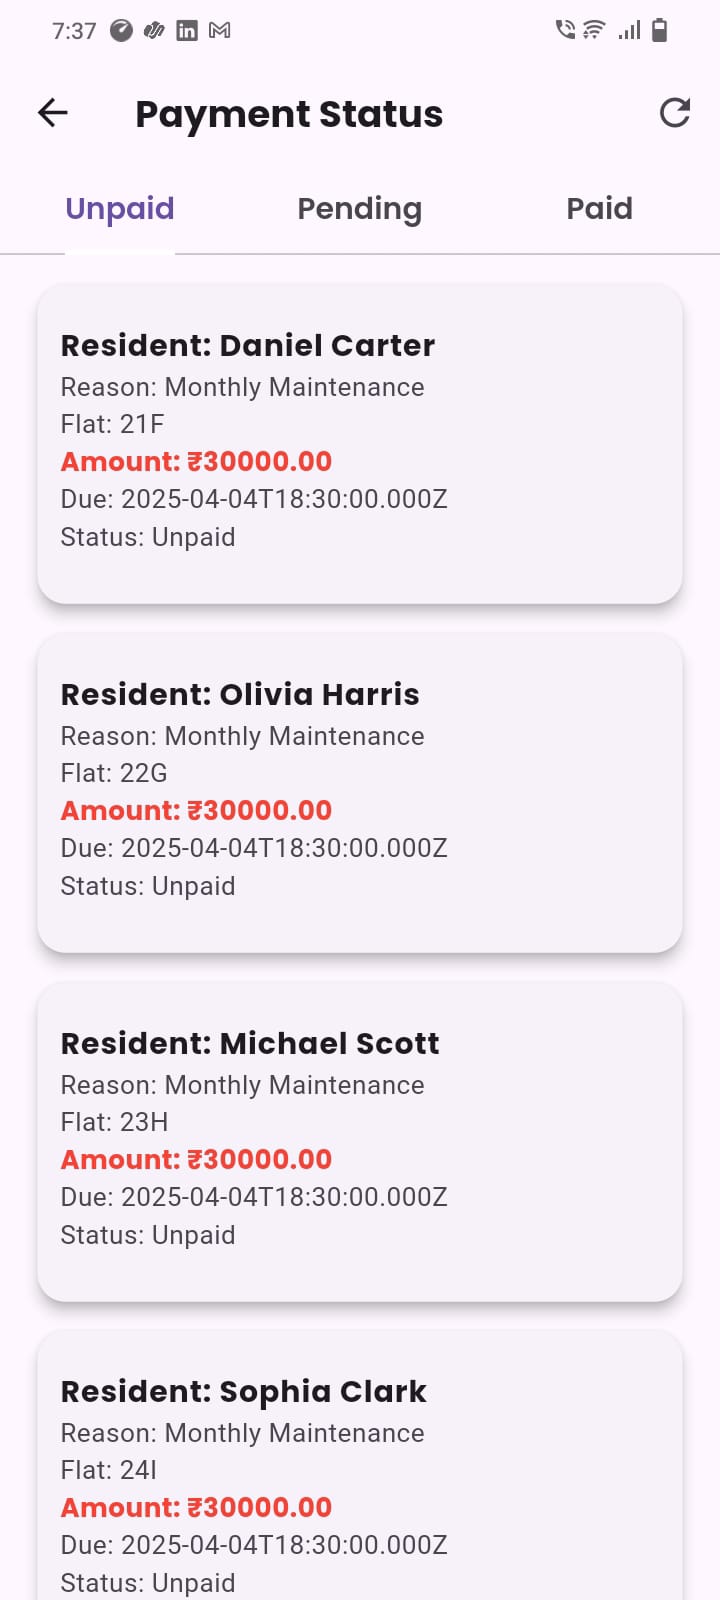 7:37
Payment Status
Unpaid Pending Paid
Resident: Daniel Carter
Reason: Monthly Maintenance
Flat: 21F
Amount: ₹30000.00
Due: 2025-04-04T18:30:00.000Z
Status: Unpaid
Resident: Olivia Harris
Reason: Monthly Maintenance
Flat: 22G
Amount: ₹30000.00
Due: 2025-04-04T18:30:00.000Z
Status: Unpaid
Resident: Michael Scott
Reason: Monthly Maintenance
Flat: 23H
Amount: ₹30000.00
Due: 2025-04-04T18:30:00.000Z
Status: Unpaid
Resident: Sophia Clark
Reason: Monthly Maintenance
Flat: 24I
Amount: ₹30000.00
Due: 2025-04-04T18:30:00.000Z
Status: Unpaid